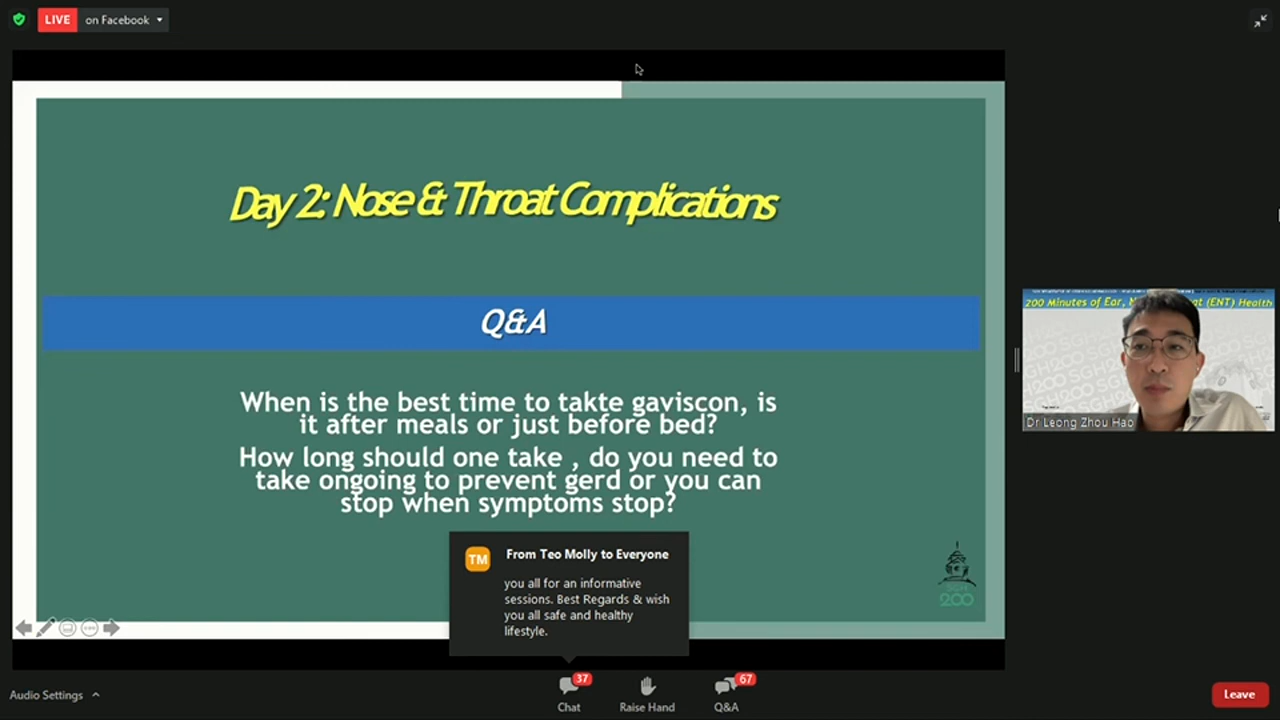 LIVE on Facebook
Day 2: Nose & Throat Complications
Q&A
When is the best time to takte gaviscon, is
it after meals or just before bed?
How long should one take , do you need to
take ongoing to prevent gerd or you can
stop when symptoms stop?
SGH
200
200 Minutes of Ear, N
t (ENT) Health
SGH200
Dr Leong Zhou Hao
TM
From Teo Molly to Everyone
you all for an informative
sessions. Best Regards & wish
you all safe and healthy
lifestyle.
Audio Settings
37
Chat
Raise Hand
67
Q&A
Leave